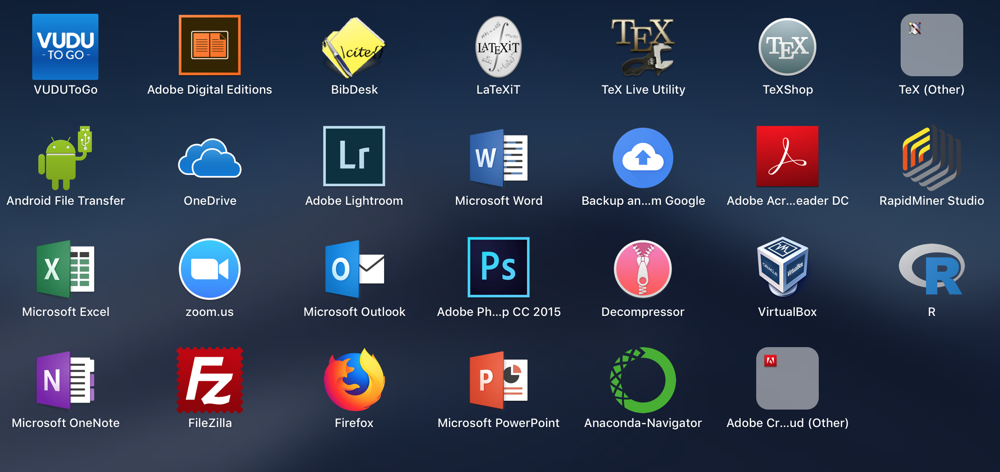 VUDU
- TO GO -
\cite{}
LATEXiT
TEX
TEX
VUDUToGo
Adobe Digital Editions
BibDesk
LaTeXiT
TeX Live Utility
TeXShop
TeX (Other)
Lr
W
Android File Transfer
OneDrive
Adobe Lightroom
Microsoft Word
Backup an...m Google
Adobe Acr...eader DC
RapidMiner Studio
X
O
Ps
ORACLE
VirtualBox
R
Microsoft Excel
zoom.us
Microsoft Outlook
Adobe Ph...p CC 2015
Decompressor
VirtualBox
R
N
FZ
P
Microsoft OneNote
FileZilla
Firefox
Microsoft PowerPoint
Anaconda-Navigator
Adobe Cr...ud (Other)